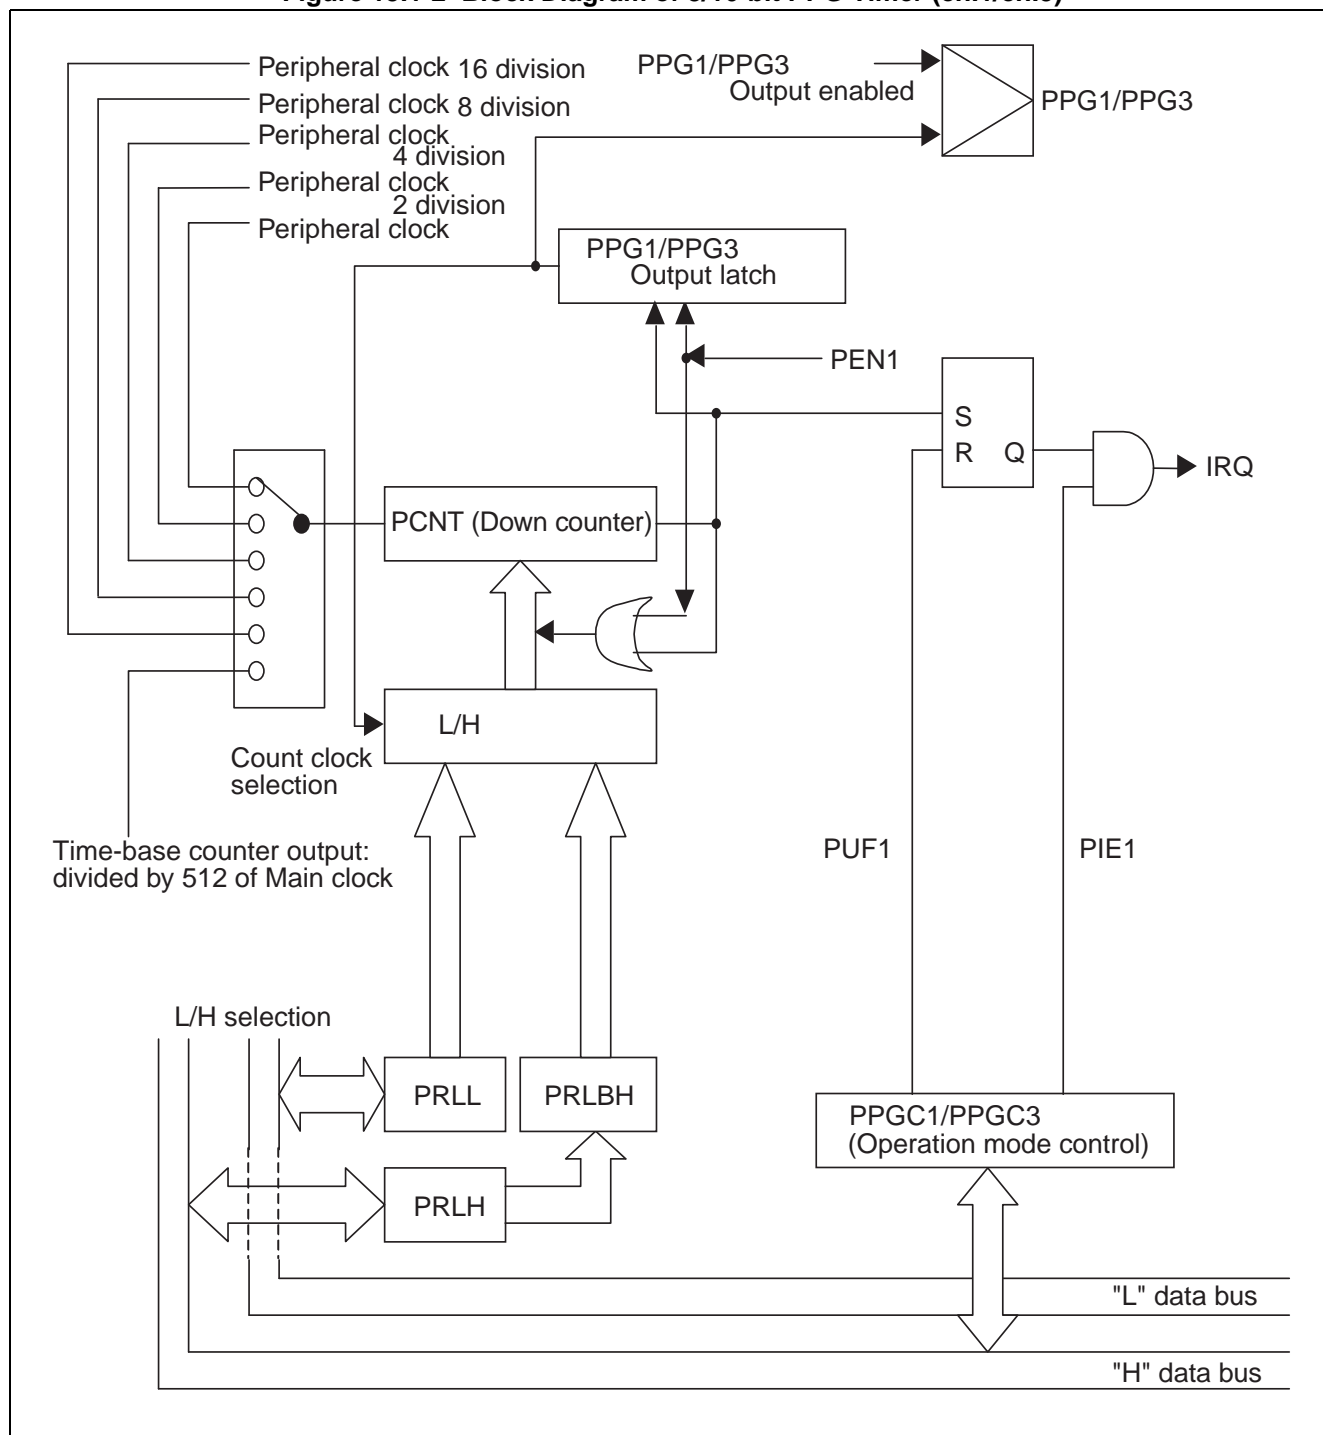 Peripheral clock 16 division
Peripheral clock 8 division
Peripheral clock
4 division
Peripheral clock
2 division
Peripheral clock
PPG1/PPG3
Output enabled
PPG1/PPG3
PPG1/PPG3
Output latch
PEN1
S
R Q
IRQ
PCNT (Down counter)
L/H
Count clock
selection
Time-base counter output:
divided by 512 of Main clock
PUF1
PIE1
L/H selection
PRLL
PRLBH
PRLH
PPGC1/PPGC3
(Operation mode control)
"L" data bus
"H" data bus